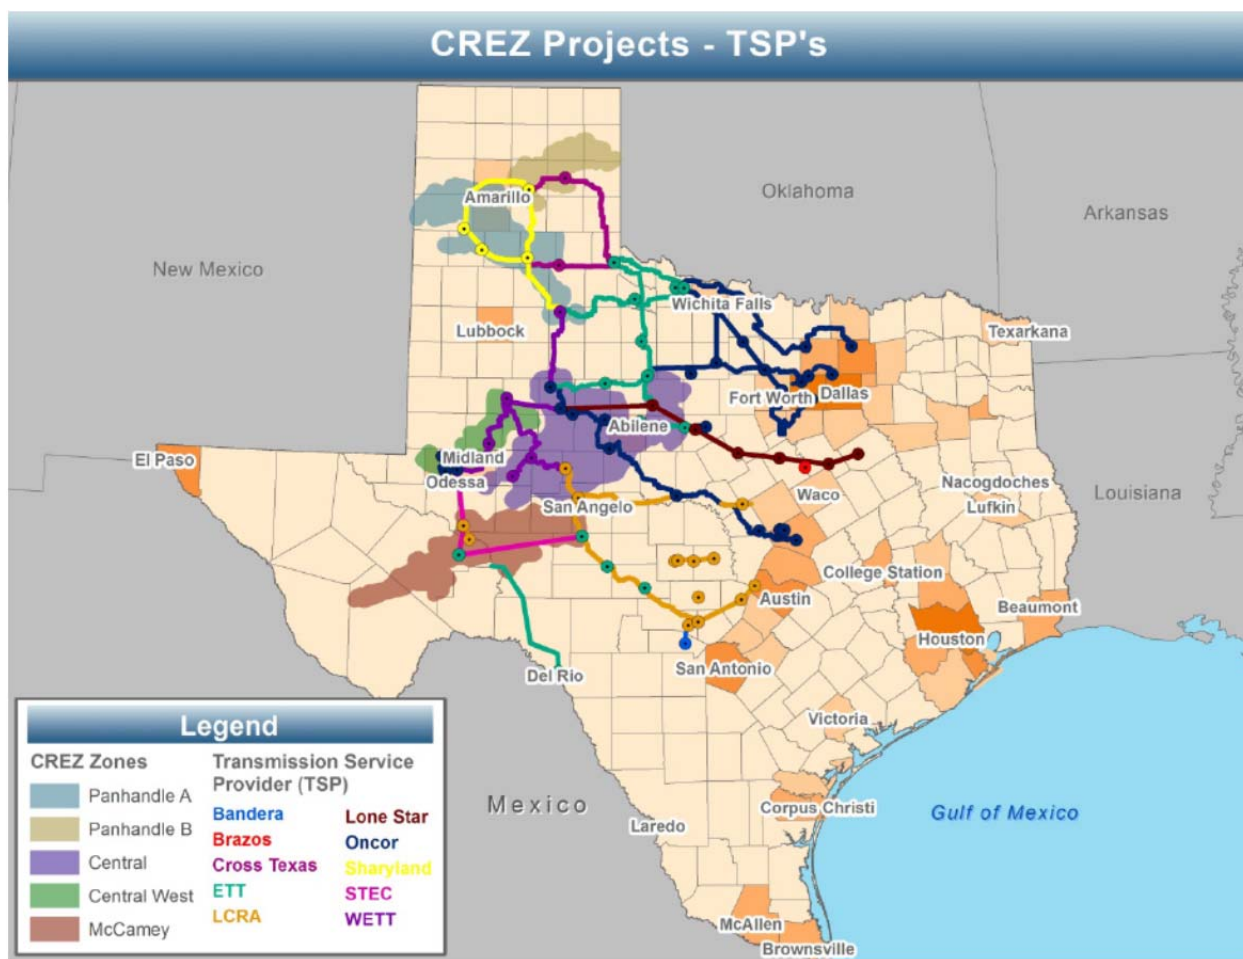 CREZ Projects - TSP's
Oklahoma
Arkansas
New Mexico
Louisiana
Amarillo
Wichita Falls
Lubbock
Texarkana
Fort Worth
Dallas
Abilene
El Paso
Midland
Odessa
Nacogdoches
Waco
Lufkin
San Angelo
College Station
Austin
Beaumont
Houston
San Antonio
Del Rio
Victoria
Mexico
Corpus Christi
Gulf of Mexico
Laredo
McAllen
Brownsville
Legend
CREZ Zones
Panhandle A
Panhandle B
Central
Central West
McCamey
Transmission Service
Provider (TSP)
Bandera
Brazos
Cross Texas
ETT
LCRA
Lone Star
Oncor
Sharyland
STEC
WETT